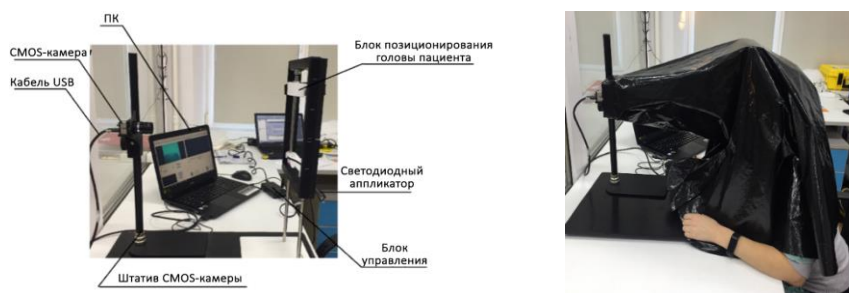 ПК
CMOS-камера
Кабель USB
Блок позиционирования
головы пациента
Светодиодный
аппликатор
Блок
управления
Штатив CMOS-камеры